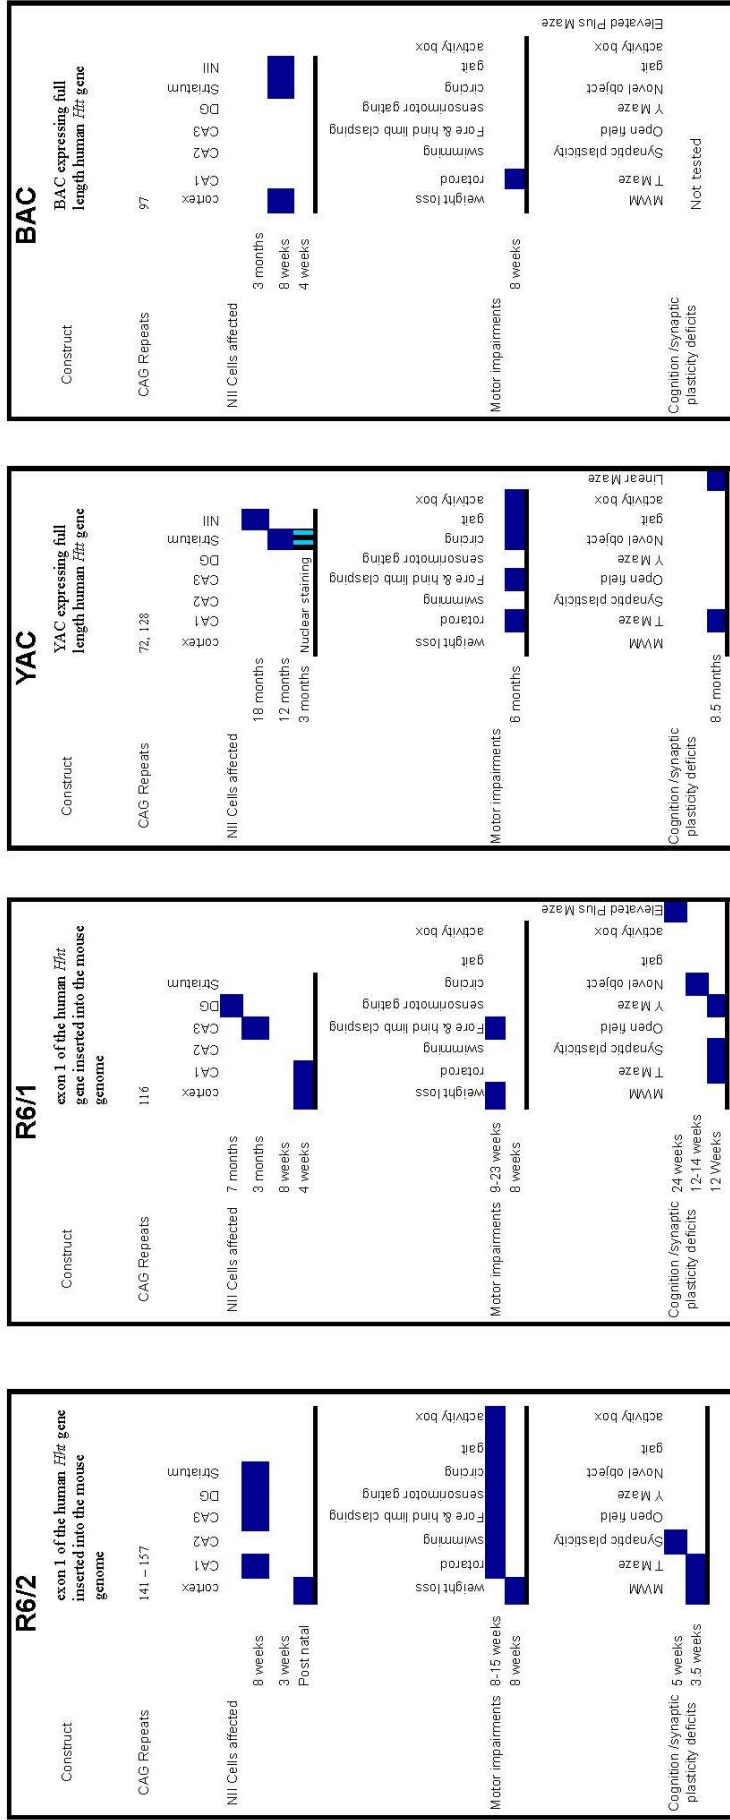 R6/2
Construct
exon 1 of the human Hht gene
inserted into the mouse
genome
CAG Repeats
141 – 157
NII Cells affected
cortex
CA1
CA2
CA3
DG
Striatum
8 weeks
3 weeks
Post natal
Motor impairments
weight loss
rotarod
swimming
Fore & hind limb clasping
sensorimotor gating
circing
gait
activity box
8-15 weeks
8 weeks
Cognition /synaptic
plasticity deficits
MWM
T Maze
Synaptic plasticity
Open field
Y Maze
Novel object
gait
activity box
5 weeks
3.5 weeks
R6/1
Construct
exon 1 of the human Hht
gene inserted into the mouse
genome
CAG Repeats
116
NII Cells affected
cortex
CA1
CA2
CA3
DG
Striatum
7 months
3 months
8 weeks
4 weeks
Motor impairments
weight loss
rotarod
swimming
Fore & hind limb clasping
sensorimotor gating
circing
gait
activity box
9-23 weeks
8 weeks
Cognition /synaptic
plasticity deficits
MWM
T Maze
Synaptic plasticity
Open field
Y Maze
Novel object
gait
activity box
Elevated Plus Maze
24 weeks
12-14 weeks
12 Weeks
YAC
Construct
YAC expressing full
length human Htt gene
CAG Repeats
72, 128
NII Cells affected
cortex
CA1
CA2
CA3
DG
Striatum
NII
18 months
12 months
3 months
Nuclear staining
Motor impairments
weight loss
rotarod
swimming
Fore & hind limb clasping
sensorimotor gating
circing
gait
activity box
6 months
Cognition /synaptic
plasticity deficits
MWM
T Maze
Synaptic plasticity
Open field
Y Maze
Novel object
gait
activity box
Linear Maze
8.5 months
BAC
Construct
BAC expressing full
length human Htt gene
CAG Repeats
97
NII Cells affected
cortex
CA1
CA2
CA3
DG
Striatum
NII
3 months
8 weeks
4 weeks
Motor impairments
weight loss
rotarod
swimming
Fore & hind limb clasping
sensorimotor gating
circing
gait
activity box
8 weeks
Cognition /synaptic
plasticity deficits
MWM
T Maze
Synaptic plasticity
Open field
Y Maze
Novel object
gait
activity box
Elevated Plus Maze
Not tested